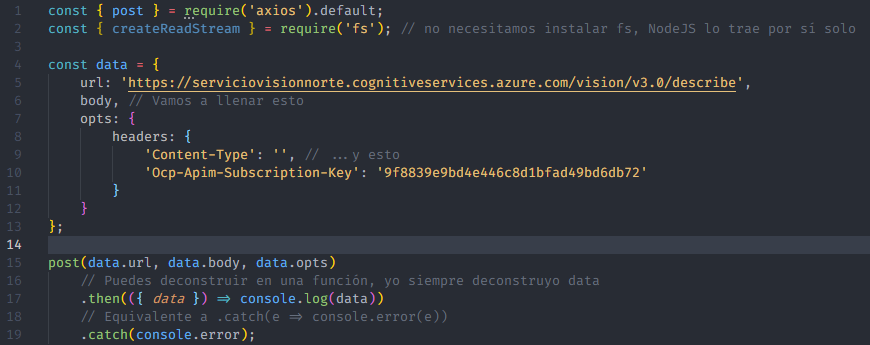 1 const { post } = require('axios').default;
2 const { createReadStream } = require('fs'); // no necesitamos instalar fs, NodeJS lo trae por si solo
3
4 const data = {
5 url: 'https://serviciovisionnorte.cognitiveservices.azure.com/vision/v3.0/describe',
6 body, // Vamos a llenar esto
7 opts: {
8 headers: {
9 'Content-Type': '', // ...y esto
10 'Ocp-Apim-Subscription-Key': '9f8839e9bd4e446c8d1bfad49bd6db72'
11 }
12 }
13 };
14
15 post(data.url, data.body, data.opts)
16 // Puedes deconstruir en una función, yo siempre deconstruyo data
17 .then(({ data }) => console.log(data))
18 // Equivalente a .catch(e => console.error(e))
19 .catch(console.error);